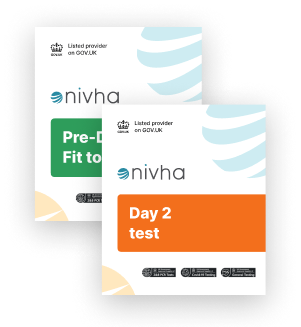 Listed provider
on GOV.UK
nivha
Pre-D
Fit to
Listed provider
on GOV.UK
nivha
Day 2
test